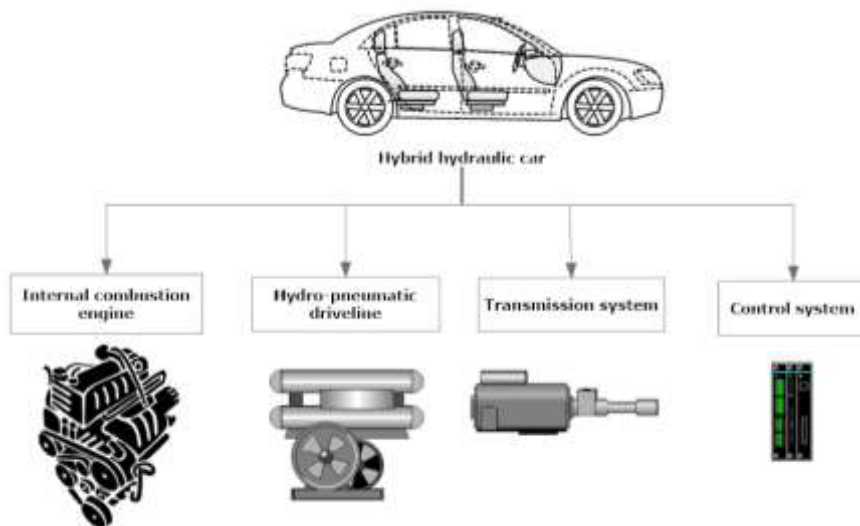 Hybrid hydraulic car
Internal combustion
engine
Hydro-pneumatic
driveline
Transmission system
Control system